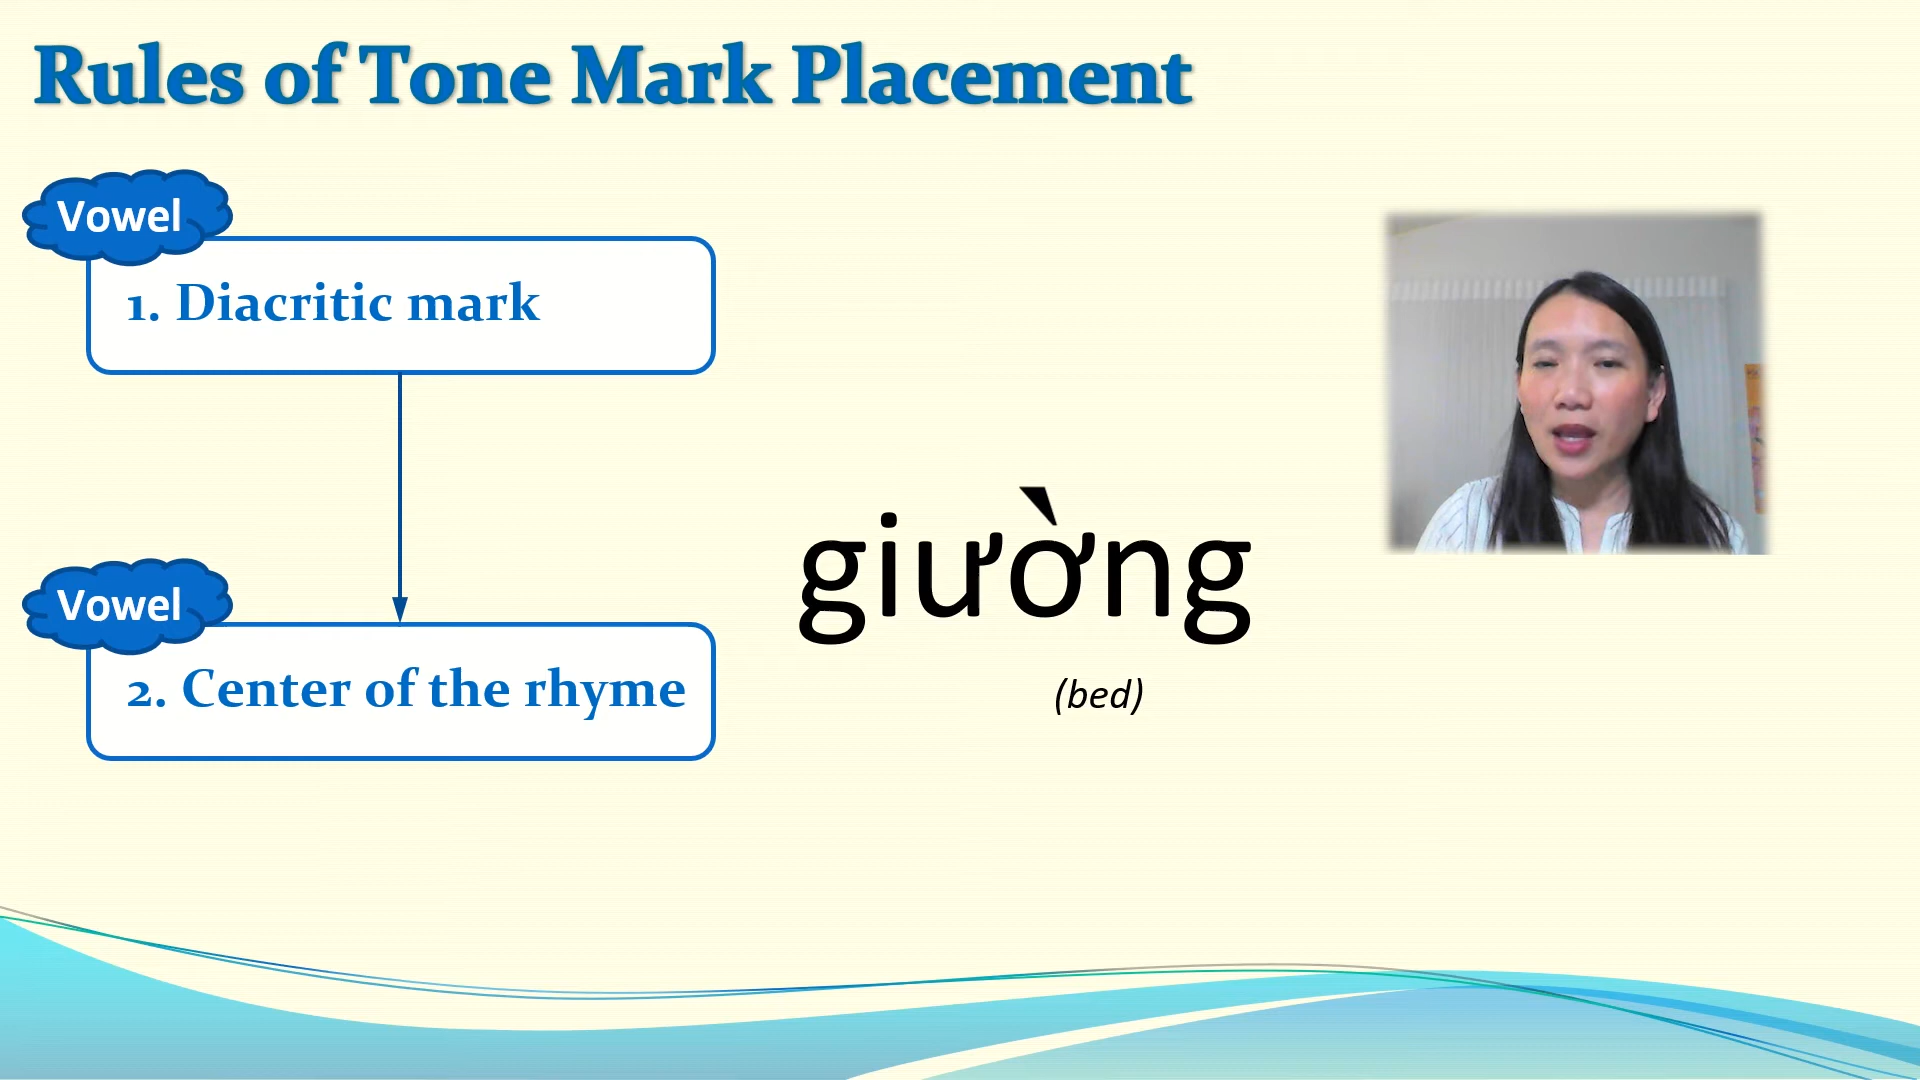 Rules of Tone Mark Placement
Vowel
1. Diacritic mark
Vowel
2. Center of the rhyme
giường
(bed)